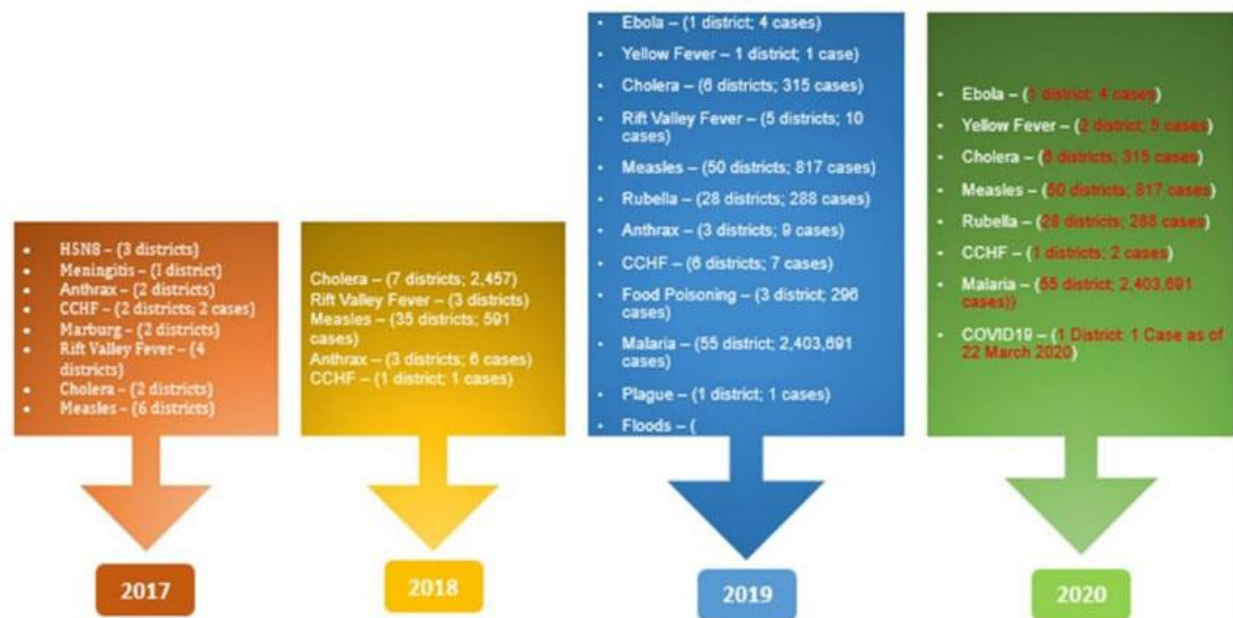 • H5N8 – (3 districts)
• Meningitis – (1 district)
• Anthrax – (2 districts)
• CCHF – (2 districts; 2 cases)
• Marburg – (2 districts)
• Rift Valley Fever – (4
districts)
• Cholera – (2 districts)
• Measles – (6 districts)
2017
Cholera – (7 districts; 2,457)
Rift Valley Fever – (3 districts)
Measles – (35 districts; 591
cases)
Anthrax – (3 districts; 6 cases)
CCHF – (1 district; 1 cases)
2018
• Ebola – (1 district; 4 cases)
• Yellow Fever – 1 district; 1 case)
• Cholera – (6 districts; 315 cases)
• Rift Valley Fever – (5 districts; 10
cases)
• Measles – (50 districts; 817 cases)
• Rubella – (28 districts; 288 cases)
• Anthrax – (3 districts; 9 cases)
• CCHF – (6 districts; 7 cases)
• Food Poisoning – (3 district; 296
cases)
• Malaria – (55 district; 2,403,691
cases)
• Plague – (1 district; 1 cases)
• Floods – (
2019
• Ebola – (1 district; 4 cases)
• Yellow Fever – (2 district; 5 cases)
• Cholera – (6 districts; 315 cases)
• Measles – (50 districts; 817 cases)
• Rubella – (28 districts; 288 cases)
• CCHF – (1 districts; 2 cases)
• Malaria – (55 district; 2,403,691
cases))
• COVID19 – (1 District: 1 Case as of
22 March 2020)
2020